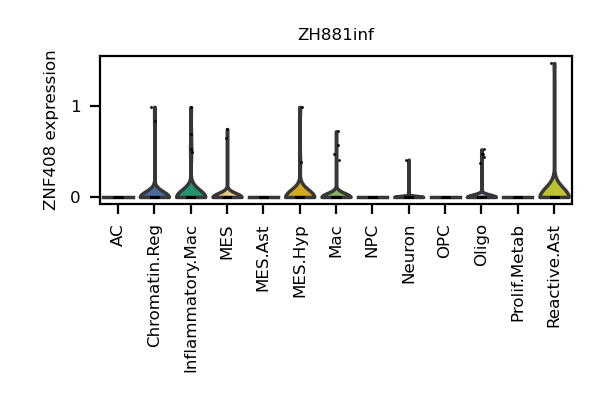 ZH881inf
ZNF408 expression
1
0
AC
Chromatin.Reg
Inflammatory.Mac
MES
MES.Ast
MES.Hyp
Mac
NPC
Neuron
OPC
Oligo
Prolif.Metab
Reactive.Ast